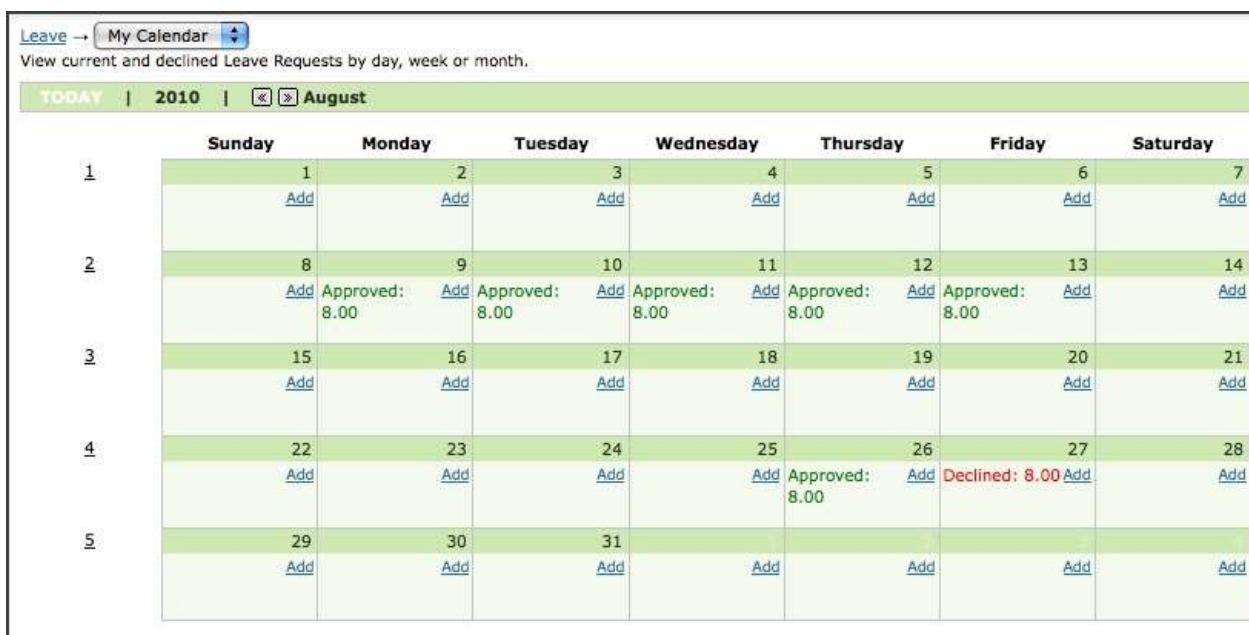 Leave → My Calendar
View current and declined Leave Requests by day, week or month.
TODAY | 2010 | « » August
Sunday Monday Tuesday Wednesday Thursday Friday Saturday
1 1 2 3 4 5 6 7
Add Add Add Add Add Add Add
2 8 9 10 11 12 13 14
Add Approved: Add Approved: Add Approved: Add Approved: Add Approved: Add Add
8.00 8.00 8.00 8.00 8.00
3 15 16 17 18 19 20 21
Add Add Add Add Add Add Add
4 22 23 24 25 26 27 28
Add Add Add Add Approved: Add Declined: 8.00 Add Add
8.00
5 29 30 31
Add Add Add Add Add Add Add